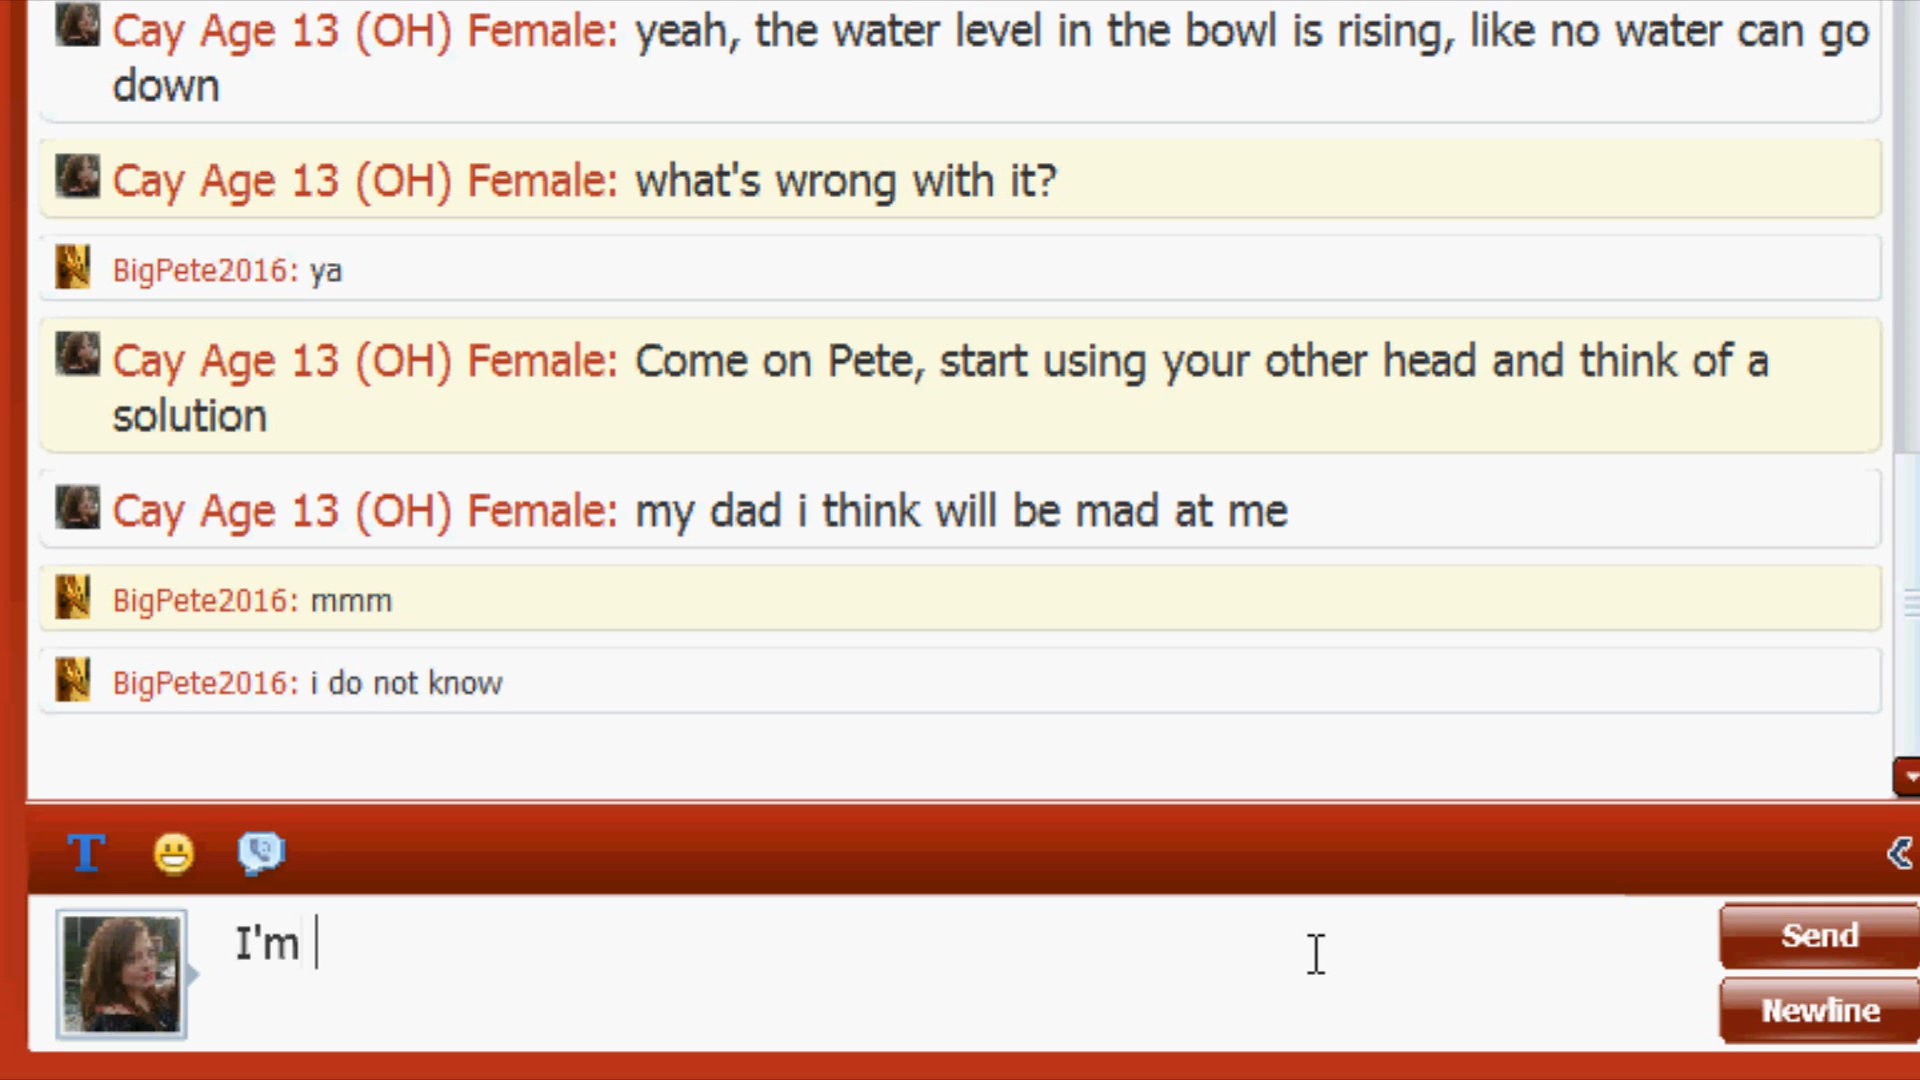 Cay Age 13 (OH) Female: yeah, the water level in the bowl is rising, like no water can go
down
Cay Age 13 (OH) Female: what's wrong with it?
BigPete2016: ya
Cay Age 13 (OH) Female: Come on Pete, start using your other head and think of a
solution
Cay Age 13 (OH) Female: my dad i think will be mad at me
BigPete2016: mmm
BigPete2016: i do not know
T
I'm
Send
Newline